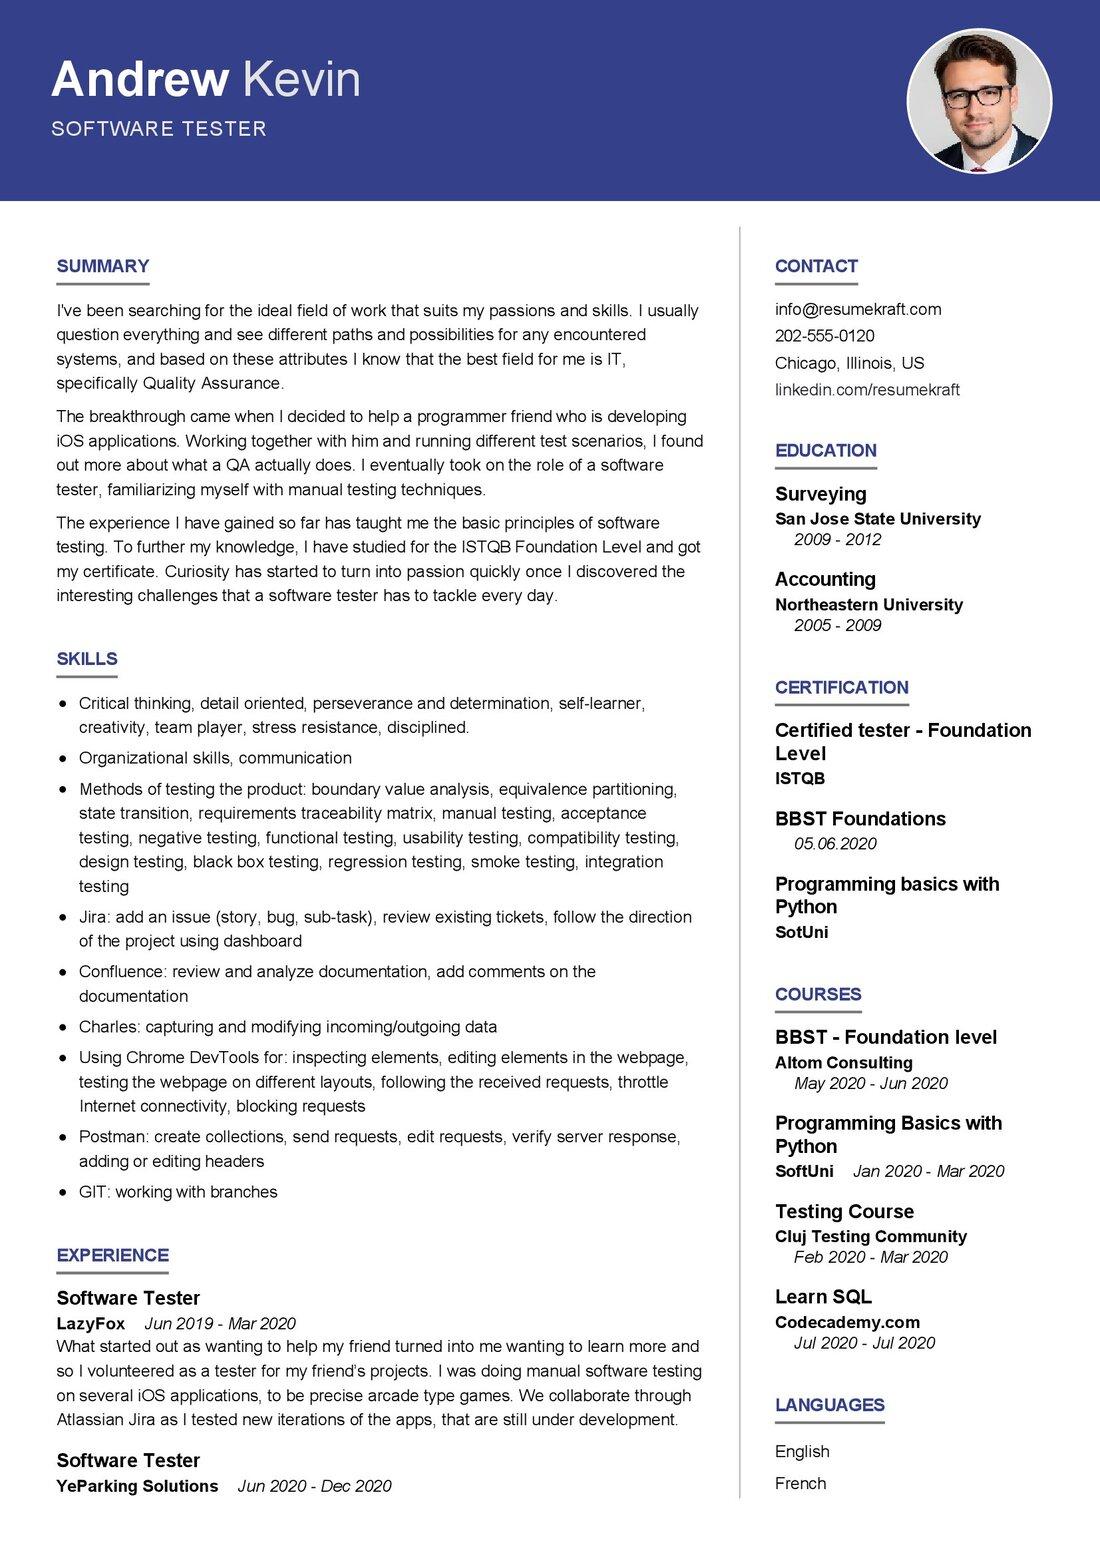 Andrew Kevin
SOFTWARE TESTER
SUMMARY
I've been searching for the ideal field of work that suits my passions and skills. I usually
question everything and see different paths and possibilities for any encountered
systems, and based on these attributes I know that the best field for me is IT,
specifically Quality Assurance.
The breakthrough came when I decided to help a programmer friend who is developing
iOS applications. Working together with him and running different test scenarios, I found
out more about what a QA actually does. I eventually took on the role of a software
tester, familiarizing myself with manual testing techniques.
The experience I have gained so far has taught me the basic principles of software
testing. To further my knowledge, I have studied for the ISTQB Foundation Level and got
my certificate. Curiosity has started to turn into passion quickly once I discovered the
interesting challenges that a software tester has to tackle every day.
SKILLS
• Critical thinking, detail oriented, perseverance and determination, self-learner,
creativity, team player, stress resistance, disciplined.
• Organizational skills, communication
• Methods of testing the product: boundary value analysis, equivalence partitioning,
state transition, requirements traceability matrix, manual testing, acceptance
testing, negative testing, functional testing, usability testing, compatibility testing,
design testing, black box testing, regression testing, smoke testing, integration
testing
• Jira: add an issue (story, bug, sub-task), review existing tickets, follow the direction
of the project using dashboard
• Confluence: review and analyze documentation, add comments on the
documentation
• Charles: capturing and modifying incoming/outgoing data
• Using Chrome DevTools for: inspecting elements, editing elements in the webpage,
testing the webpage on different layouts, following the received requests, throttle
Internet connectivity, blocking requests
• Postman: create collections, send requests, edit requests, verify server response,
adding or editing headers
• GIT: working with branches
EXPERIENCE
Software Tester
LazyFox Jun 2019 - Mar 2020
What started out as wanting to help my friend turned into me wanting to learn more and
so I volunteered as a tester for my friend's projects. I was doing manual software testing
on several iOS applications, to be precise arcade type games. We collaborate through
Atlassian Jira as I tested new iterations of the apps, that are still under development.
Software Tester
YeParking Solutions Jun 2020 - Dec 2020
CONTACT
info@resumekraft.com
202-555-0120
Chicago, Illinois, US
linkedin.com/resumekraft
EDUCATION
Surveying
San Jose State University
2009 - 2012
Accounting
Northeastern University
2005 - 2009
CERTIFICATION
Certified tester - Foundation
Level
ISTQB
BBST Foundations
05.06.2020
Programming basics with
Python
SotUni
COURSES
BBST - Foundation level
Altom Consulting
May 2020 - Jun 2020
Programming Basics with
Python
SoftUni Jan 2020 - Mar 2020
Testing Course
Cluj Testing Community
Feb 2020 - Mar 2020
Learn SQL
Codecademy.com
Jul 2020 - Jul 2020
LANGUAGES
English
French